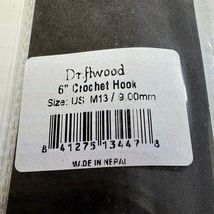 Driftwood
6" Crochet Hook
Size: US M13 / 9.00mm
8 41275 13447 8
MADE IN NEPAL